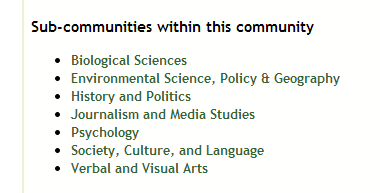 Sub-communities within this community
Biological Sciences
Environmental Science, Policy & Geography
History and Politics
Journalism and Media Studies
Psychology
Society, Culture, and Language
Verbal and Visual Arts